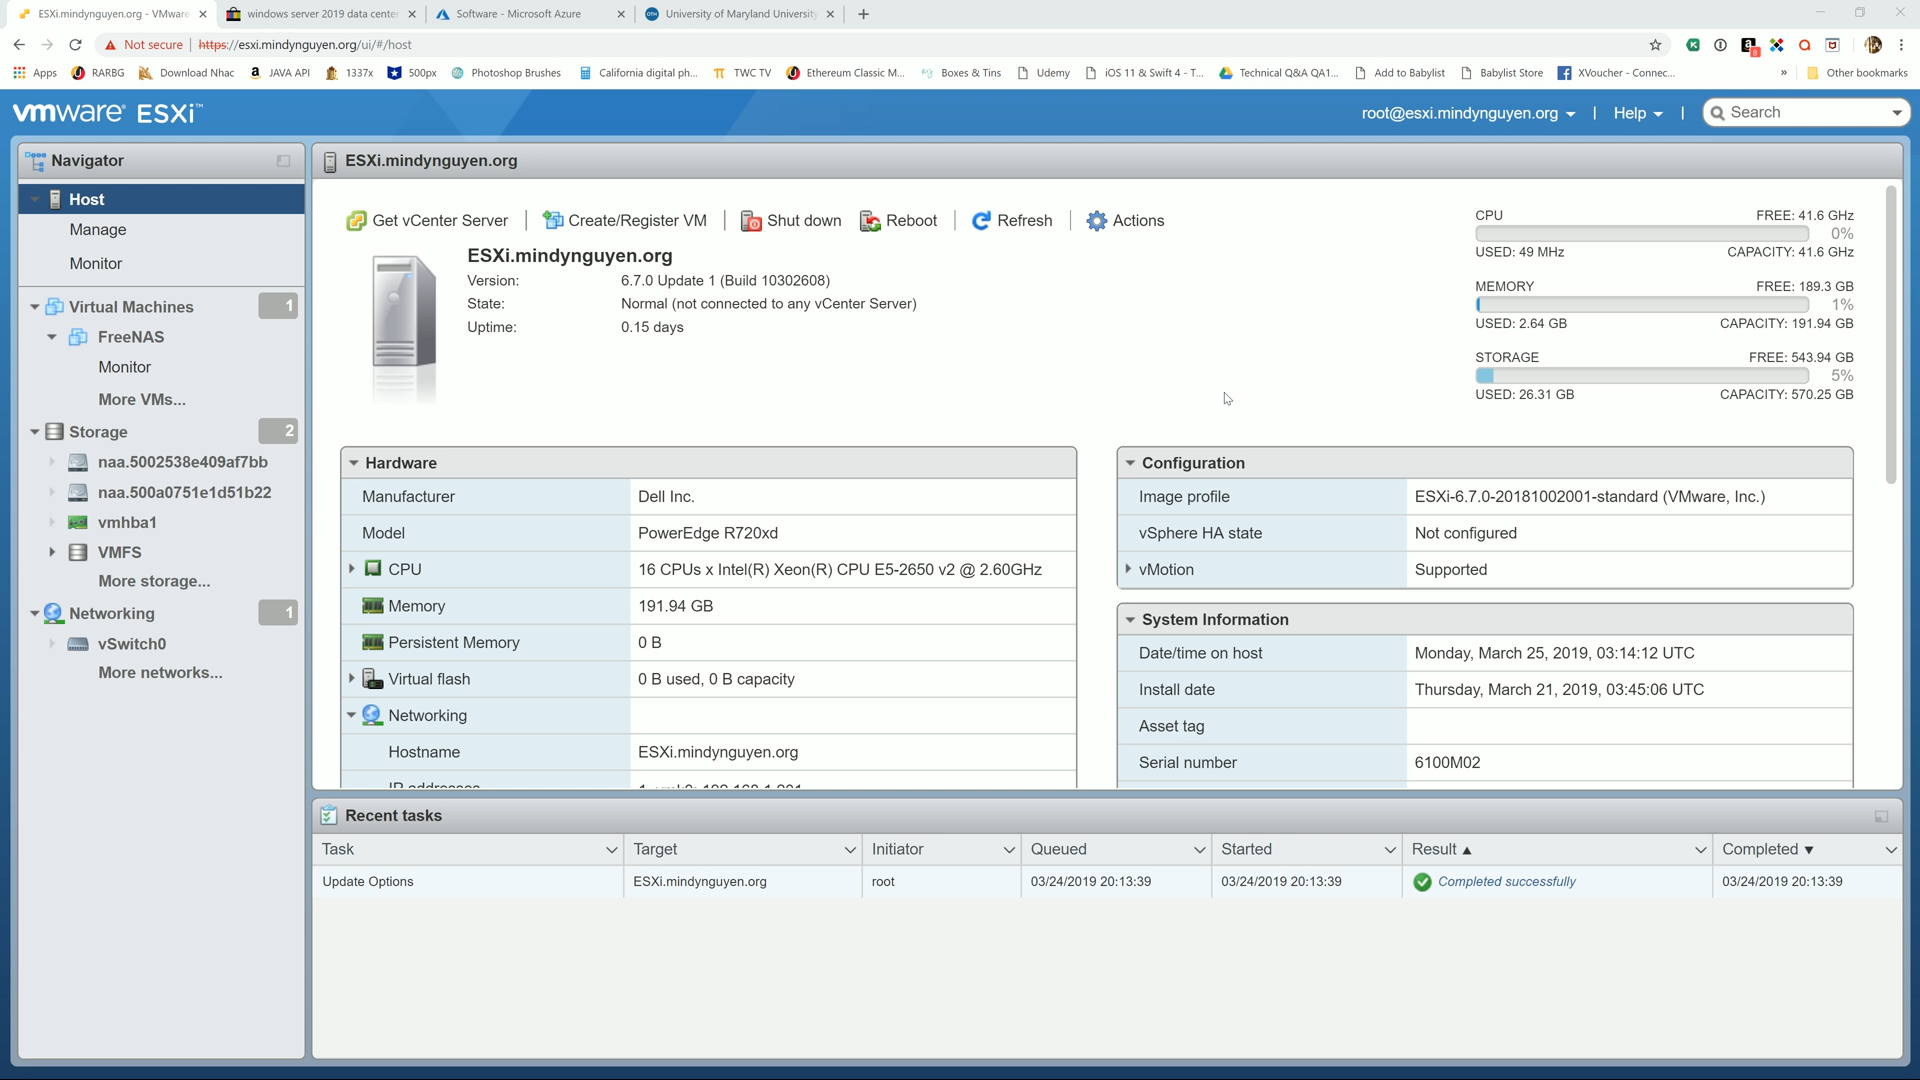 ESXi.mindynguyen.org - VMware
windows server 2019 data center
Software - Microsoft Azure
University of Maryland University
Not secure
https://esxi.mindynguyen.org/ui/#/host
8
Apps
RARBG
Download Nhac
JAVA API
1337x
500px
Photoshop Brushes
California digital ph...
TWC TV
Ethereum Classic M...
Boxes & Tins
Udemy
iOS 11 & Swift 4 - T...
Technical Q&A QA1...
Add to Babylist
Babylist Store
XVoucher - Connec...
»
Other bookmarks
vmware® ESXi™
root@esxi.mindynguyen.org
Help
Search
Navigator
ESXi.mindynguyen.org
Host
Manage
Monitor
Virtual Machines 1
FreeNAS
Monitor
More VMs...
Storage 2
naa.5002538e409af7bb
naa.500a0751e1d51b22
vmhba1
VMFS
More storage...
Networking 1
vSwitch0
More networks...
Get vCenter Server
Create/Register VM
Shut down
Reboot
Refresh
Actions
ESXi.mindynguyen.org
Version: 6.7.0 Update 1 (Build 10302608)
State: Normal (not connected to any vCenter Server)
Uptime: 0.15 days
CPU FREE: 41.6 GHz
0%
USED: 49 MHz CAPACITY: 41.6 GHz
MEMORY FREE: 189.3 GB
1%
USED: 2.64 GB CAPACITY: 191.94 GB
STORAGE FREE: 543.94 GB
5%
USED: 26.31 GB CAPACITY: 570.25 GB
Hardware
Manufacturer Dell Inc.
Model PowerEdge R720xd
CPU 16 CPUs x Intel(R) Xeon(R) CPU E5-2650 v2 @ 2.60GHz
Memory 191.94 GB
Persistent Memory 0 B
Virtual flash 0 B used, 0 B capacity
Networking
Hostname ESXi.mindynguyen.org
IP addresses
Configuration
Image profile ESXi-6.7.0-20181002001-standard (VMware, Inc.)
vSphere HA state Not configured
vMotion Supported
System Information
Date/time on host Monday, March 25, 2019, 03:14:12 UTC
Install date Thursday, March 21, 2019, 03:45:06 UTC
Asset tag
Serial number 6100M02
Recent tasks
Task Target Initiator Queued Started Result Completed
Update Options ESXi.mindynguyen.org root 03/24/2019 20:13:39 03/24/2019 20:13:39 Completed successfully 03/24/2019 20:13:39